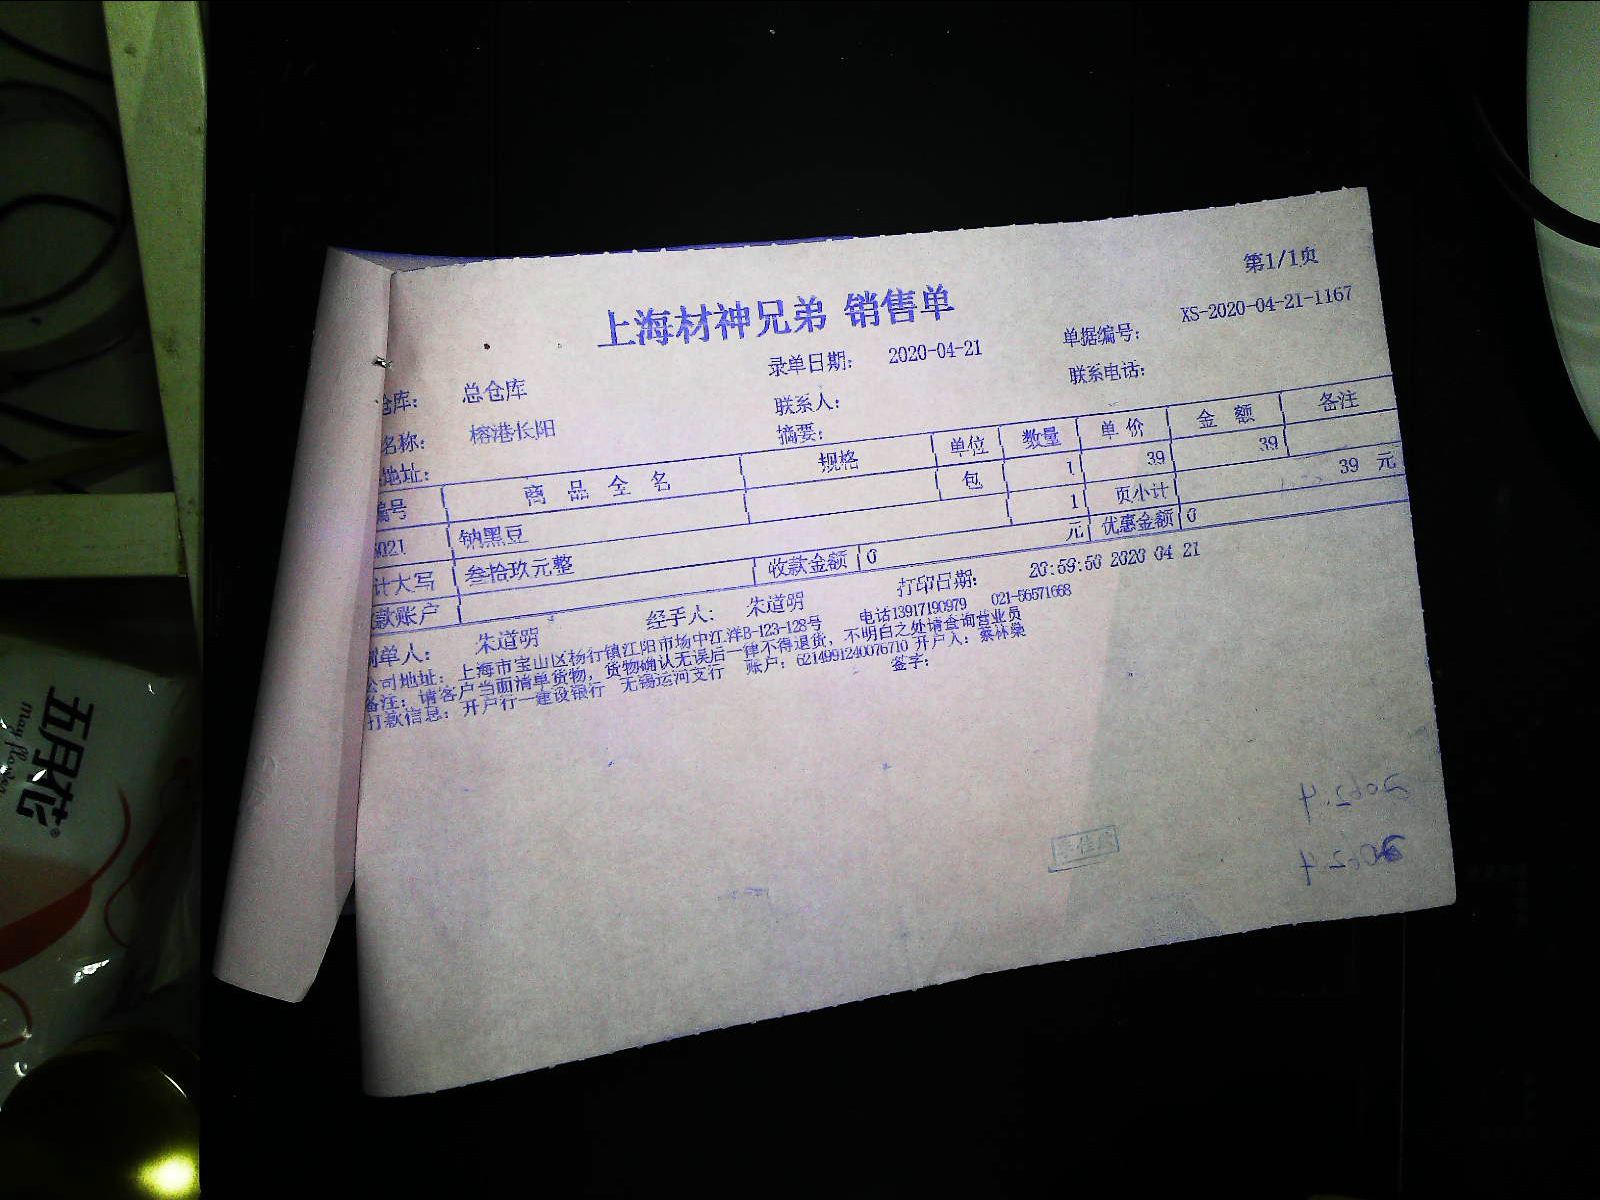 第1/1页
上海材神兄弟 销售单
仓库: 总仓库 录单日期: 2020-04-21 单据编号: XS-2020-04-21-1167
名称: 榕港长阳 联系人: 联系电话:
地址: 摘要:
编号 商 品 全 名 规格 单位 数量 单 价 金 额 备注
021 钠黑豆 包 1 39 39
1 页小计 39 元
计大写 叁拾玖元整 收款金额 0 元 优惠金额 0
款账户
制单人: 朱道明 经手人: 朱道明 打印日期: 20:59:50 2020 04 21
公司地址: 上海市宝山区杨行镇江阳市场中江洋B-123-128号 电话13917190979 021-56571668
备注: 请客户当面清单货物, 货物确认无误后一律不得退货, 不明白之处请查询营业员
打款信息: 开户行一建设银行 无锡运河支行 账户: 6214991240076710 开户人: 蔡林燊
签字:
五月花
may flower